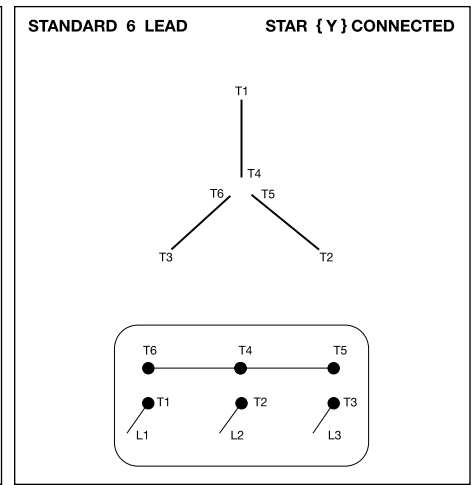 STANDARD 6 LEAD STAR { Y } CONNECTED
T1
T4
T6 T5
T3 T2
T6 T4 T5
T1 T2 T3
L1 L2 L3